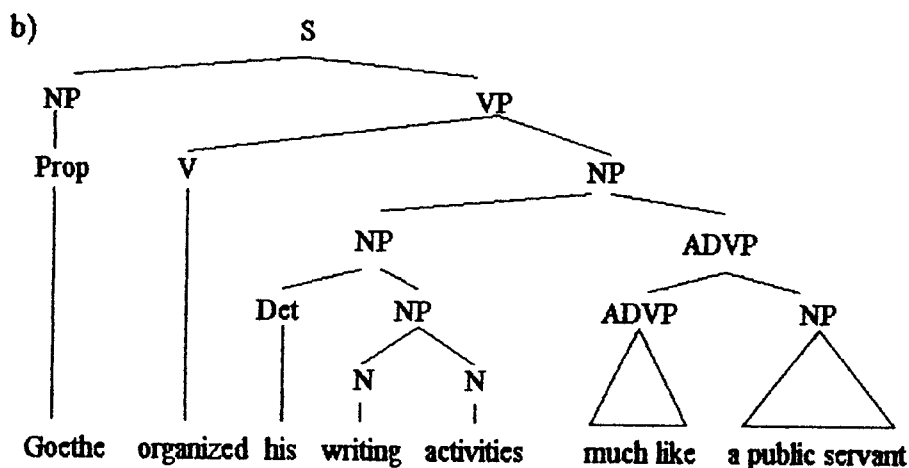 b)
S
NP VP
Prop V NP
NP ADVP
Det NP ADVP NP
N N
Goethe organized his writing activities much like a public servant